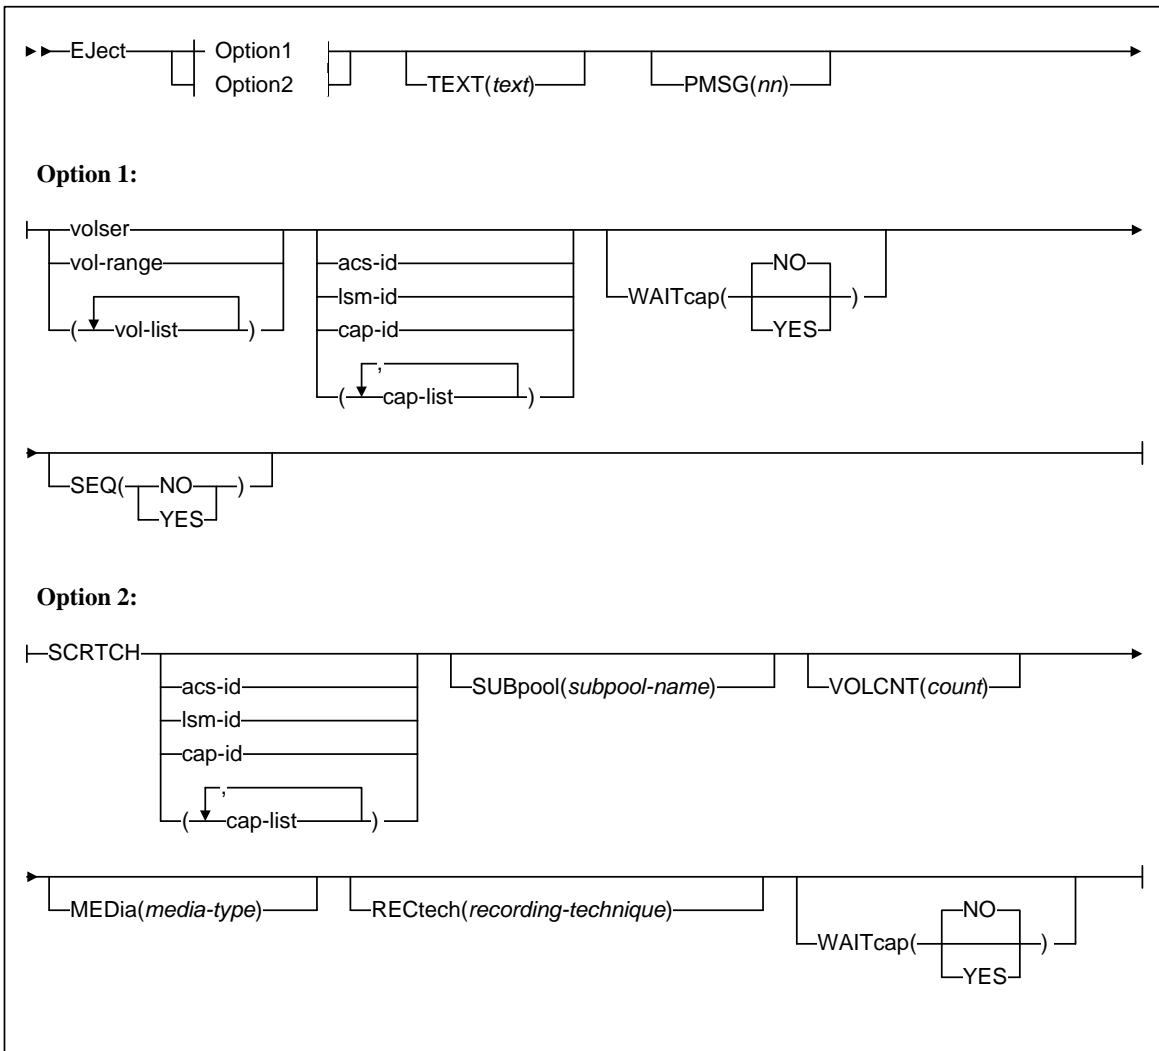 EJect Option1
Option2
TEXT(text) PMSG(nn)
Option 1:
volser
vol-range
( vol-list )
acs-id
lsm-id
cap-id
,
( cap-list )
WAITcap( NO )
YES
SEQ( NO )
YES
Option 2:
SCRTCH
acs-id
lsm-id
cap-id
,
( cap-list )
SUBpool(subpool-name) VOLCNT(count)
MEDia(media-type) RECtech(recording-technique)
WAITcap( NO )
YES